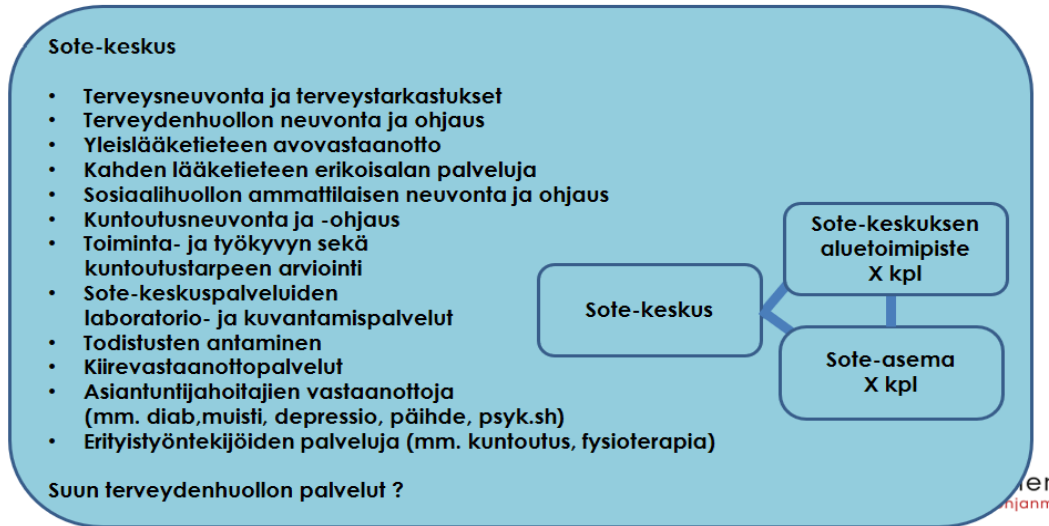 Sote-keskus
• Terveysneuvonta ja terveystarkastukset
• Terveydenhuollon neuvonta ja ohjaus
• Yleislääketieteen avovastaanotto
• Kahden lääketieteen erikoisalan palveluja
• Sosiaalihuollon ammattilaisen neuvonta ja ohjaus
• Kuntoutusneuvonta ja -ohjaus
• Toiminta- ja työkyvyn sekä
kuntoutustarpeen arviointi
• Sote-keskuspalveluiden
laboratorio- ja kuvantamispalvelut
• Todistusten antaminen
• Kiirevastaanottopalvelut
• Asiantuntijahoitajien vastaanottoja
(mm. diab,muisti, depressio, päihde, psyk.sh)
• Erityistyöntekijöiden palveluja (mm. kuntoutus, fysioterapia)
Suun terveydenhuollon palvelut ?
Sote-keskus
Sote-keskuksen
aluetoimipiste
X kpl
Sote-asema
X kpl